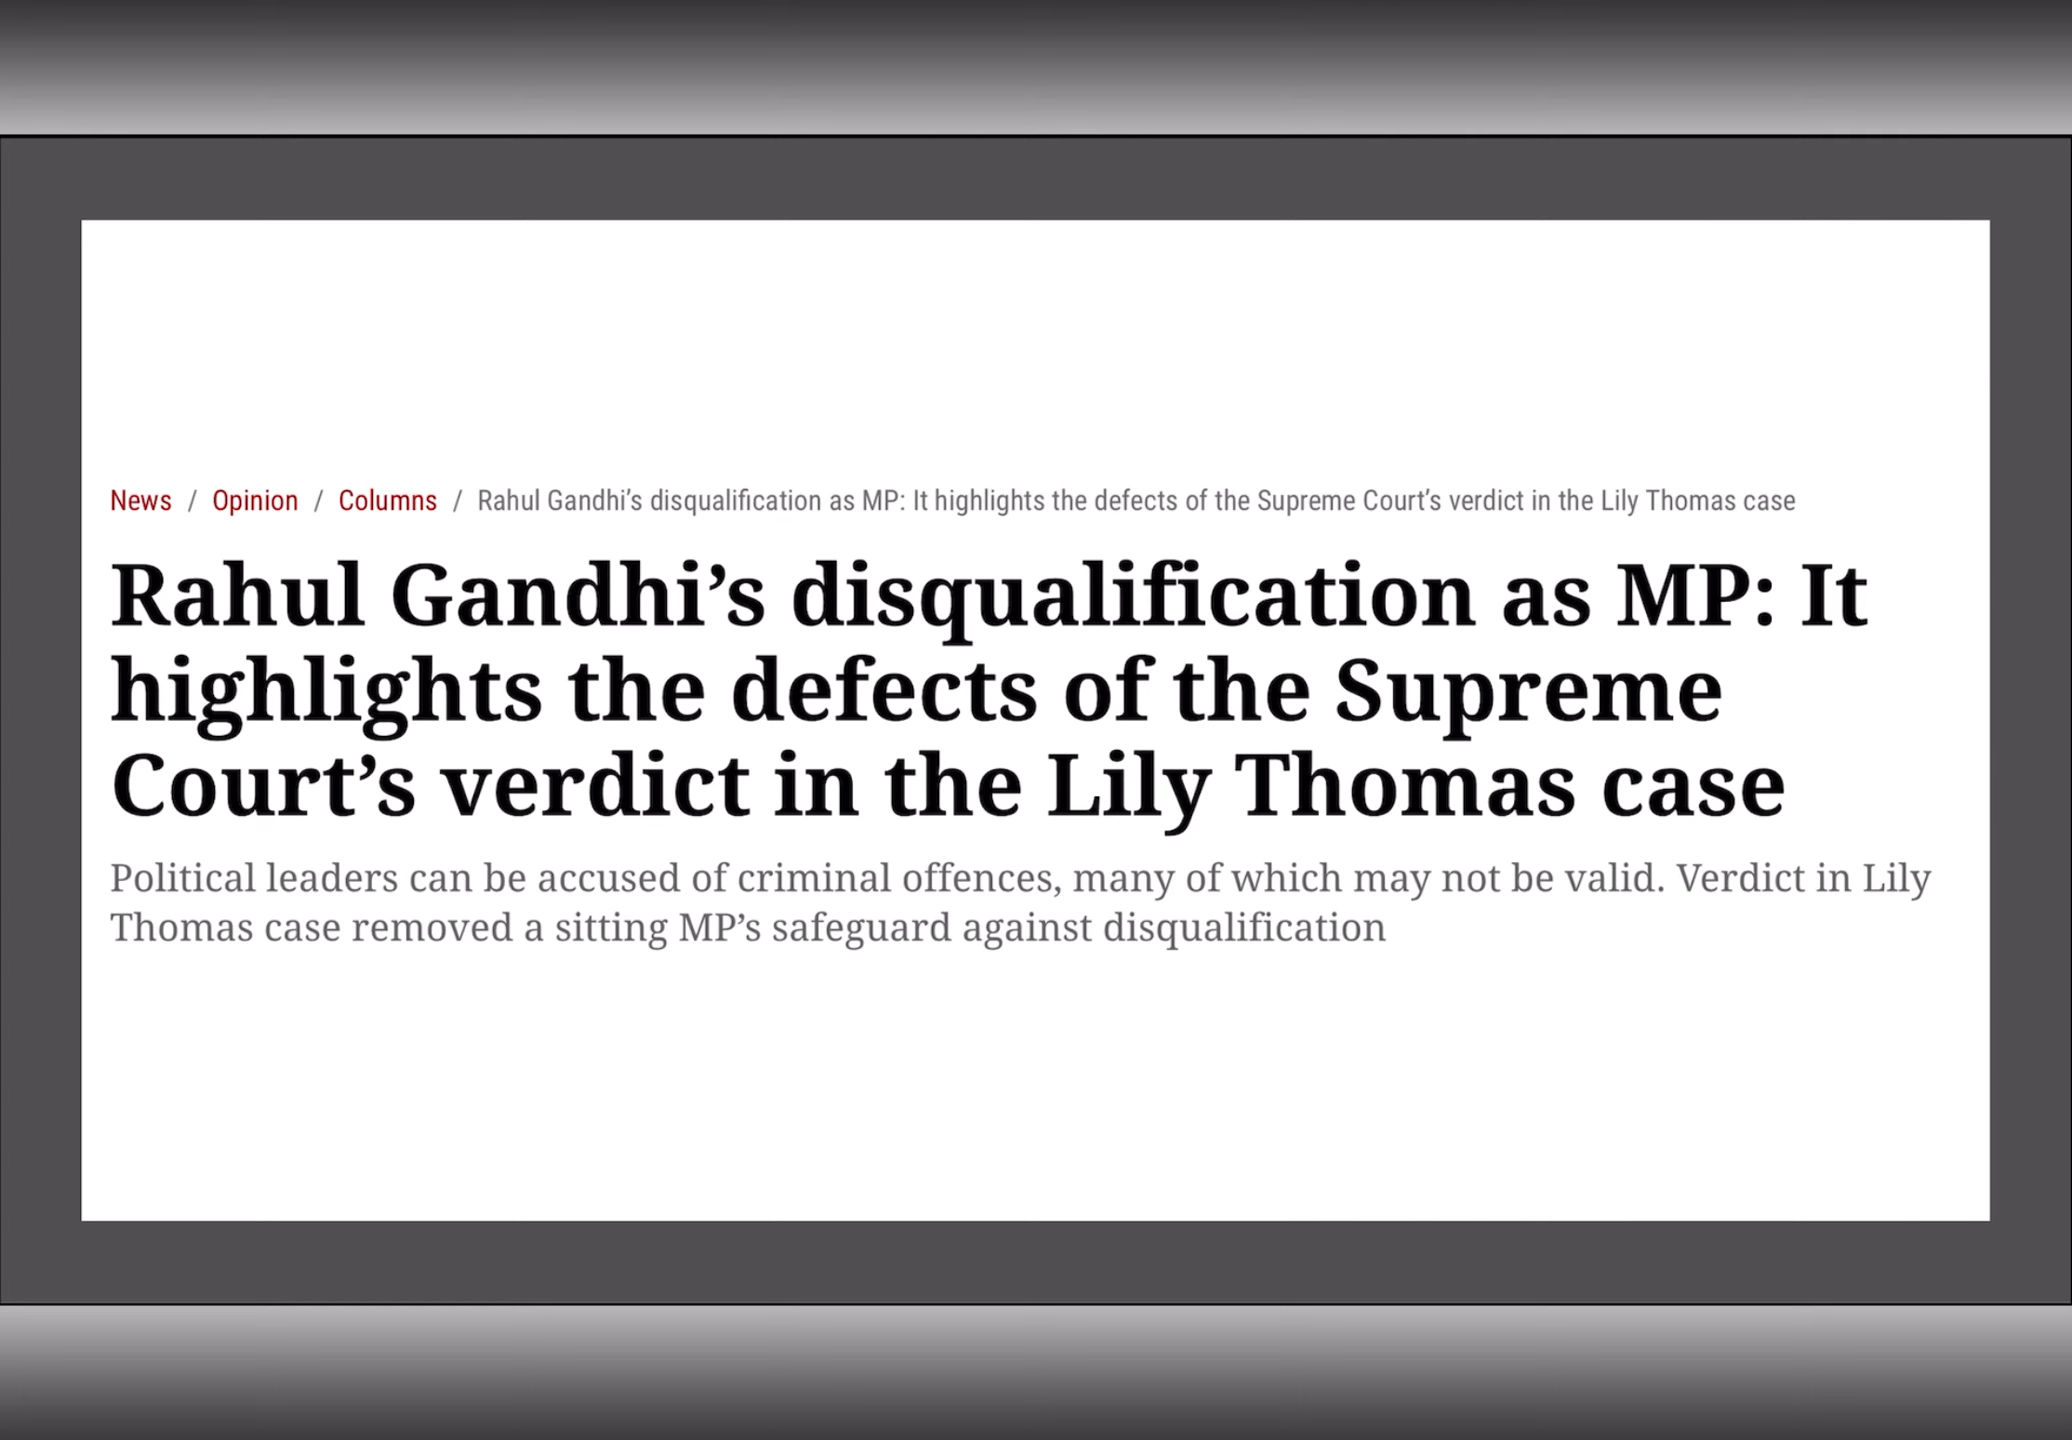 News / Opinion / Columns / Rahul Gandhi’s disqualification as MP: It highlights the defects of the Supreme Court’s verdict in the Lily Thomas case
Rahul Gandhi’s disqualification as MP: It
highlights the defects of the Supreme
Court’s verdict in the Lily Thomas case
Political leaders can be accused of criminal offences, many of which may not be valid. Verdict in Lily
Thomas case removed a sitting MP’s safeguard against disqualification